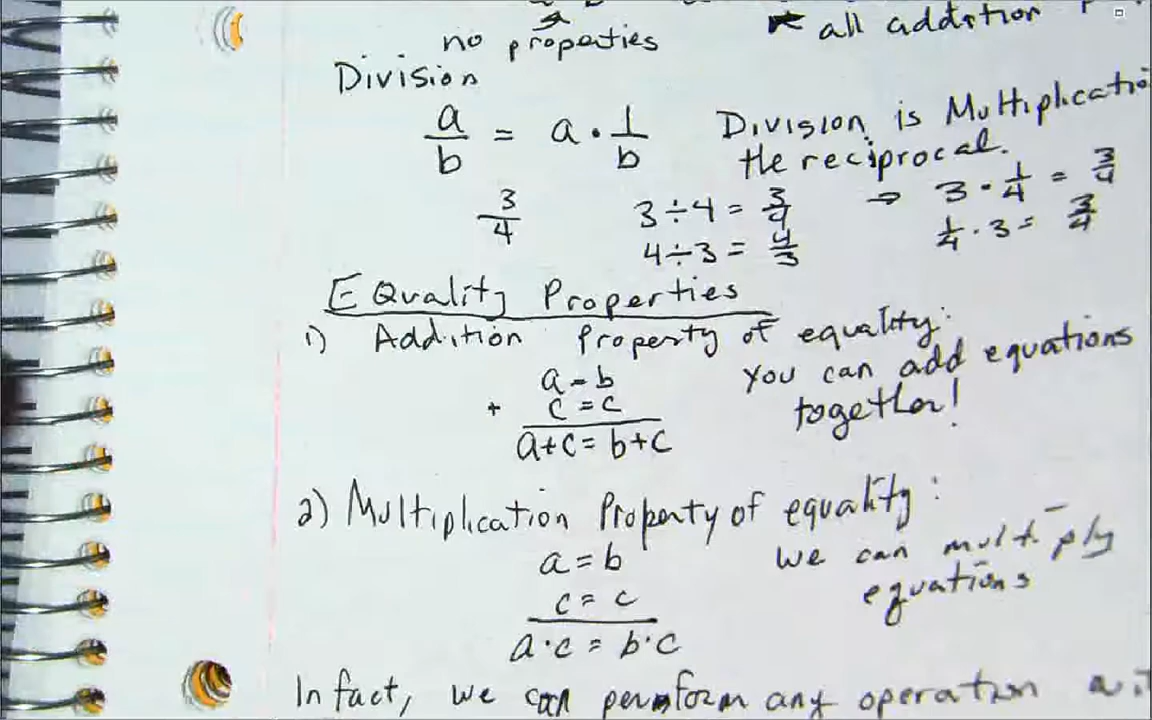 no properties
all addition
Division
a/b = a · 1/b
Division is Multiplicatio
the reciprocal.
3/4
3 ÷ 4 = 3/4 → 3 · 1/4 = 3/4
4 ÷ 3 = 4/3
1/4 · 3 = 3/4
Equality Properties
1) Addition Property of equality:
a = b
+ c = c
a+c = b+c
You can add equations
together!
2) Multiplication Property of equality:
a = b
c = c
a·c = b·c
we can multiply
equations
In fact, we can perform any operation